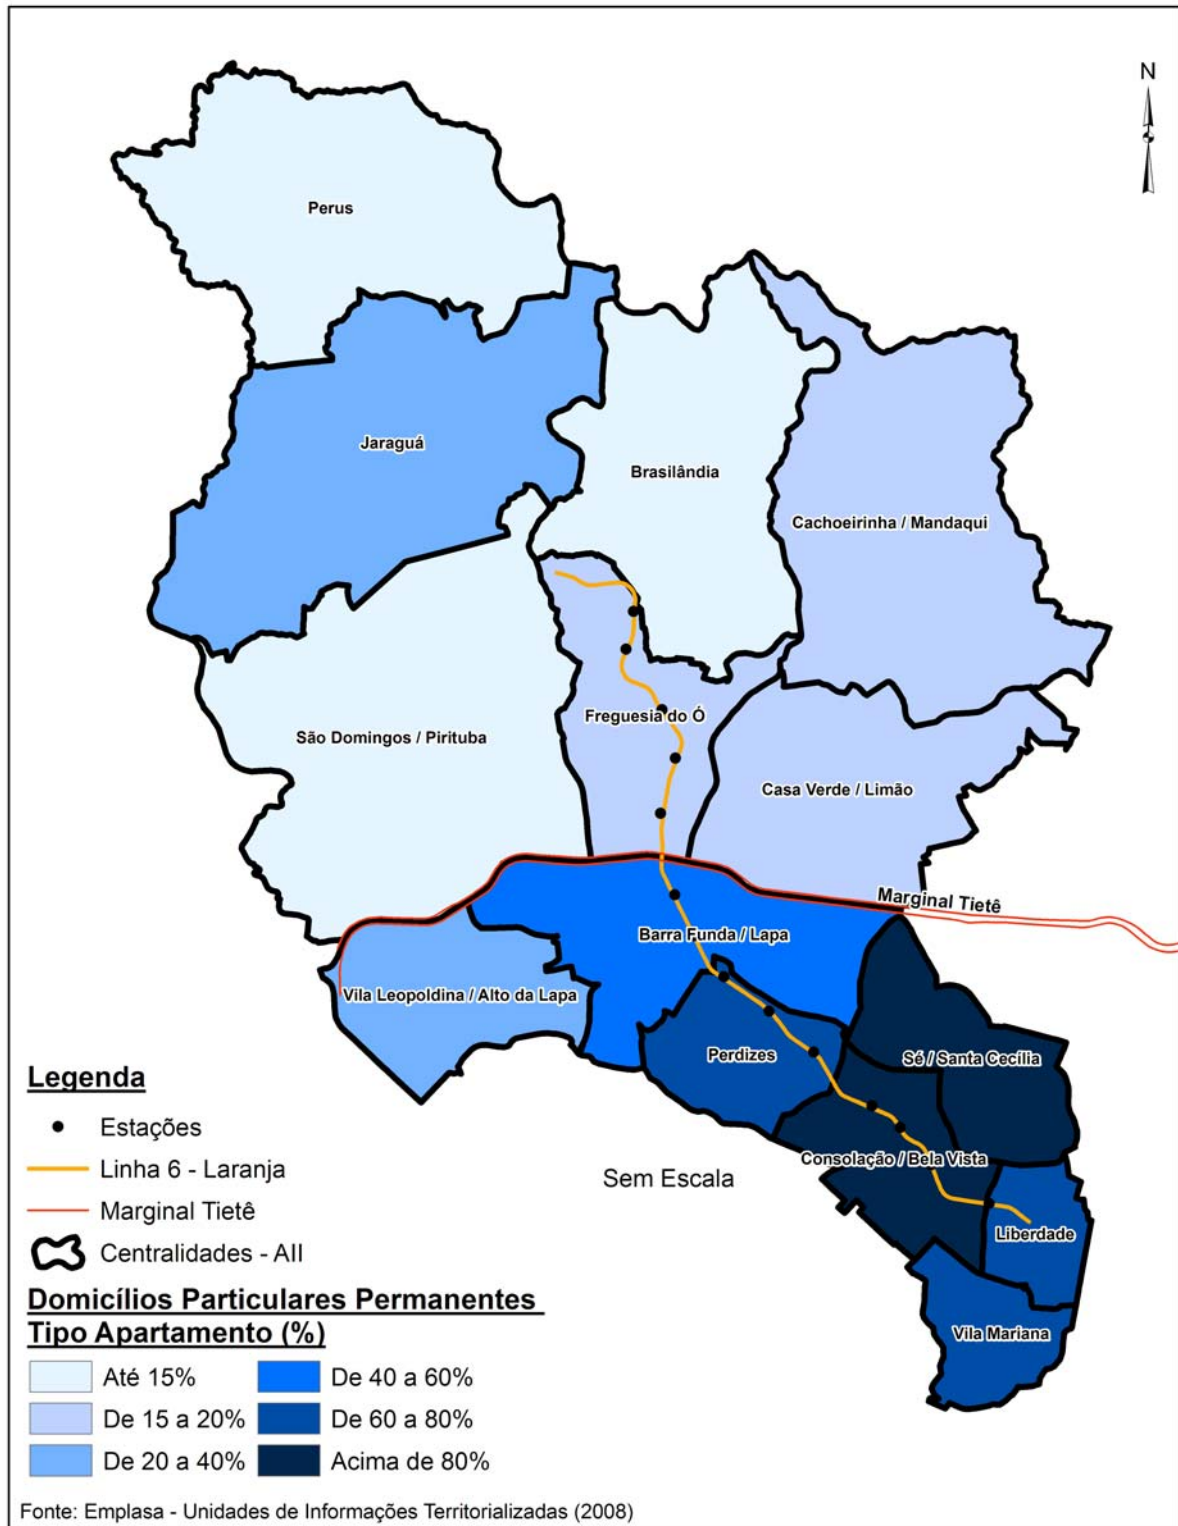 N
Perus
Jaraguá
Brasilândia
Cachoeirinha / Mandaqui
Freguesia do Ó
São Domingos / Pirituba
Casa Verde / Limão
Marginal Tietê
Barra Funda / Lapa
Vila Leopoldina / Alto da Lapa
Perdizes
Sé / Santa Cecília
Consolação / Bela Vista
Sem Escala
Liberdade
Vila Mariana
Legenda
Estações
Linha 6 - Laranja
Marginal Tietê
Centralidades - AII
Domicílios Particulares Permanentes
Tipo Apartamento (%)
Até 15%
De 15 a 20%
De 20 a 40%
De 40 a 60%
De 60 a 80%
Acima de 80%
Fonte: Emplasa - Unidades de Informações Territorializadas (2008)